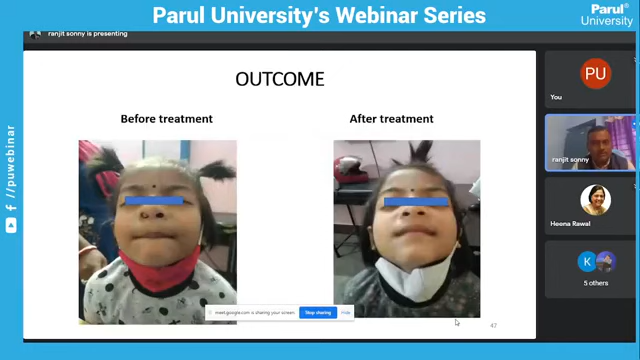 Parul University's Webinar Series
Parul
University
ranjit sonny is presenting
OUTCOME
Before treatment
After treatment
PU
You
ranjit sonny
Heena Rawal
K
5 others
/puwebinar
meet.google.com is sharing your screen.
Stop sharing
Hide
47